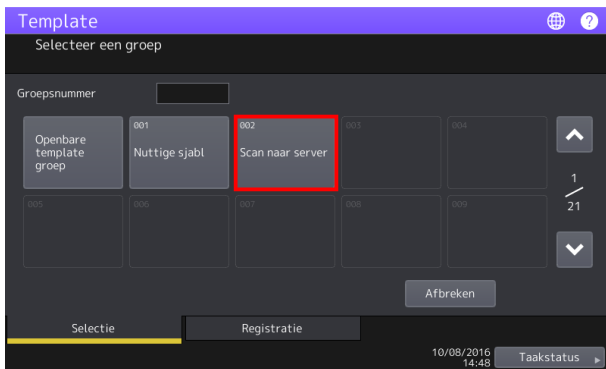 Template
?
Selecteer een groep
Groepsnummer
Openbare
template
groep
001
Nuttige sjabl
002
Scan naar server
003
004
1
21
005
006
007
008
009
Afbreken
Selectie
Registratie
10/08/2016
14:48
Taakstatus